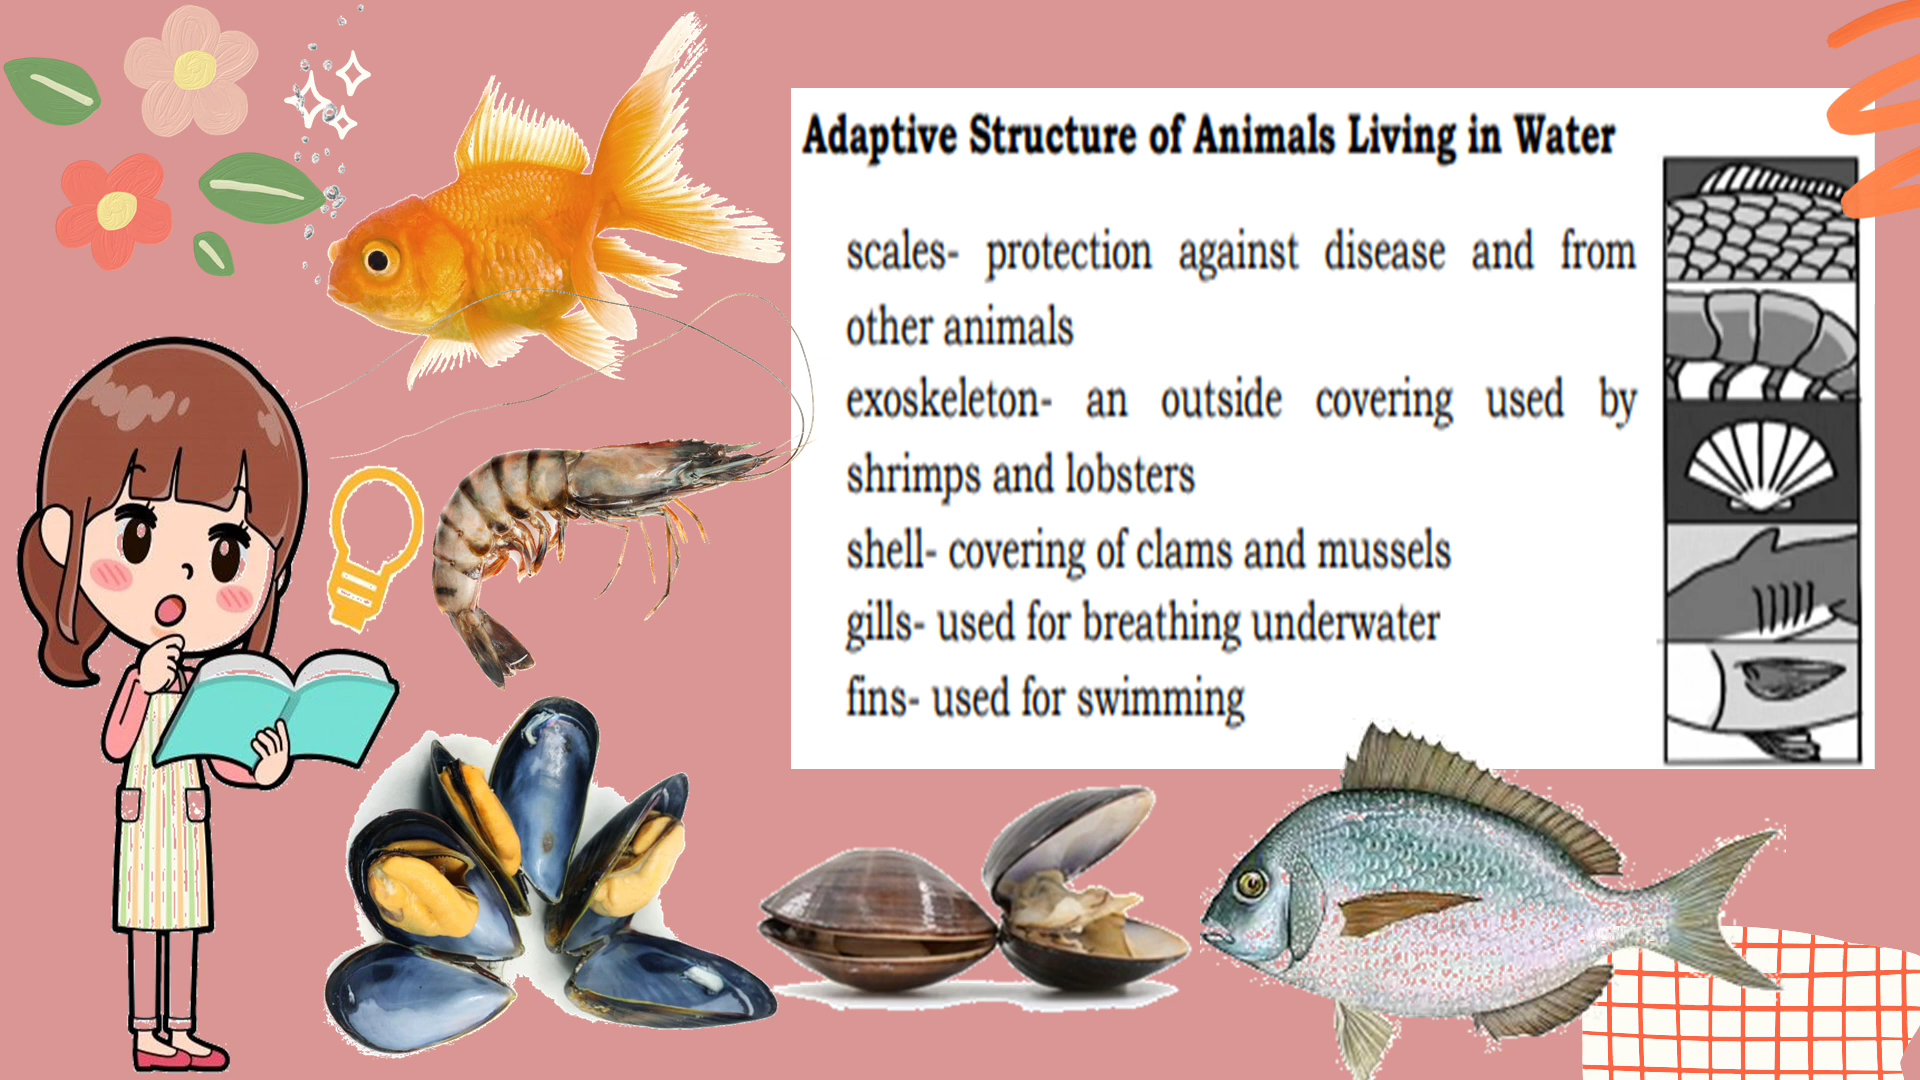 Adaptive Structure of Animals Living in Water
scales- protection against disease and from
other animals
exoskeleton- an outside covering used by
shrimps and lobsters
shell- covering of clams and mussels
gills- used for breathing underwater
fins- used for swimming